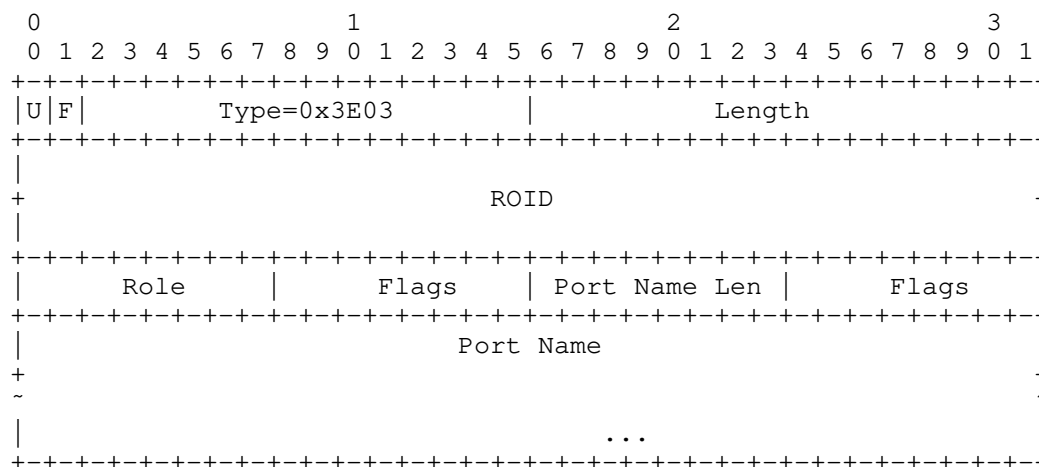 0                   1                   2                   3
0 1 2 3 4 5 6 7 8 9 0 1 2 3 4 5 6 7 8 9 0 1 2 3 4 5 6 7 8 9 0 1
+-+-+-+-+-+-+-+-+-+-+-+-+-+-+-+-+-+-+-+-+-+-+-+-+-+-+-+-+-+-+-+-+-
|U|F|        Type=0x3E03        |           Length
+-+-+-+-+-+-+-+-+-+-+-+-+-+-+-+-+-+-+-+-+-+-+-+-+-+-+-+-+-+-+-+-+-
|
+                             ROID                              -
|
+-+-+-+-+-+-+-+-+-+-+-+-+-+-+-+-+-+-+-+-+-+-+-+-+-+-+-+-+-+-+-+-+-
|      Role     |      Flags    | Port Name Len |      Flags
+-+-+-+-+-+-+-+-+-+-+-+-+-+-+-+-+-+-+-+-+-+-+-+-+-+-+-+-+-+-+-+-+-
|                           Port Name
+                                                               -
~                                                               ~
|                                    ...
+-+-+-+-+-+-+-+-+-+-+-+-+-+-+-+-+-+-+-+-+-+-+-+-+-+-+-+-+-+-+-+-+-